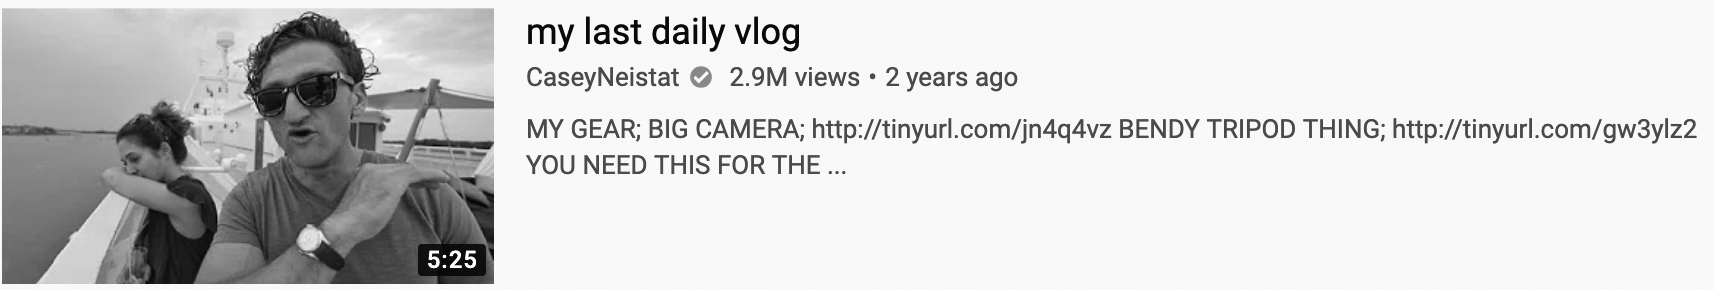 my last daily vlog
CaseyNeistat 2.9M views • 2 years ago
MY GEAR; BIG CAMERA; http://tinyurl.com/jn4q4vz BENDY TRIPOD THING; http://tinyurl.com/gw3ylz2
YOU NEED THIS FOR THE ...
5:25